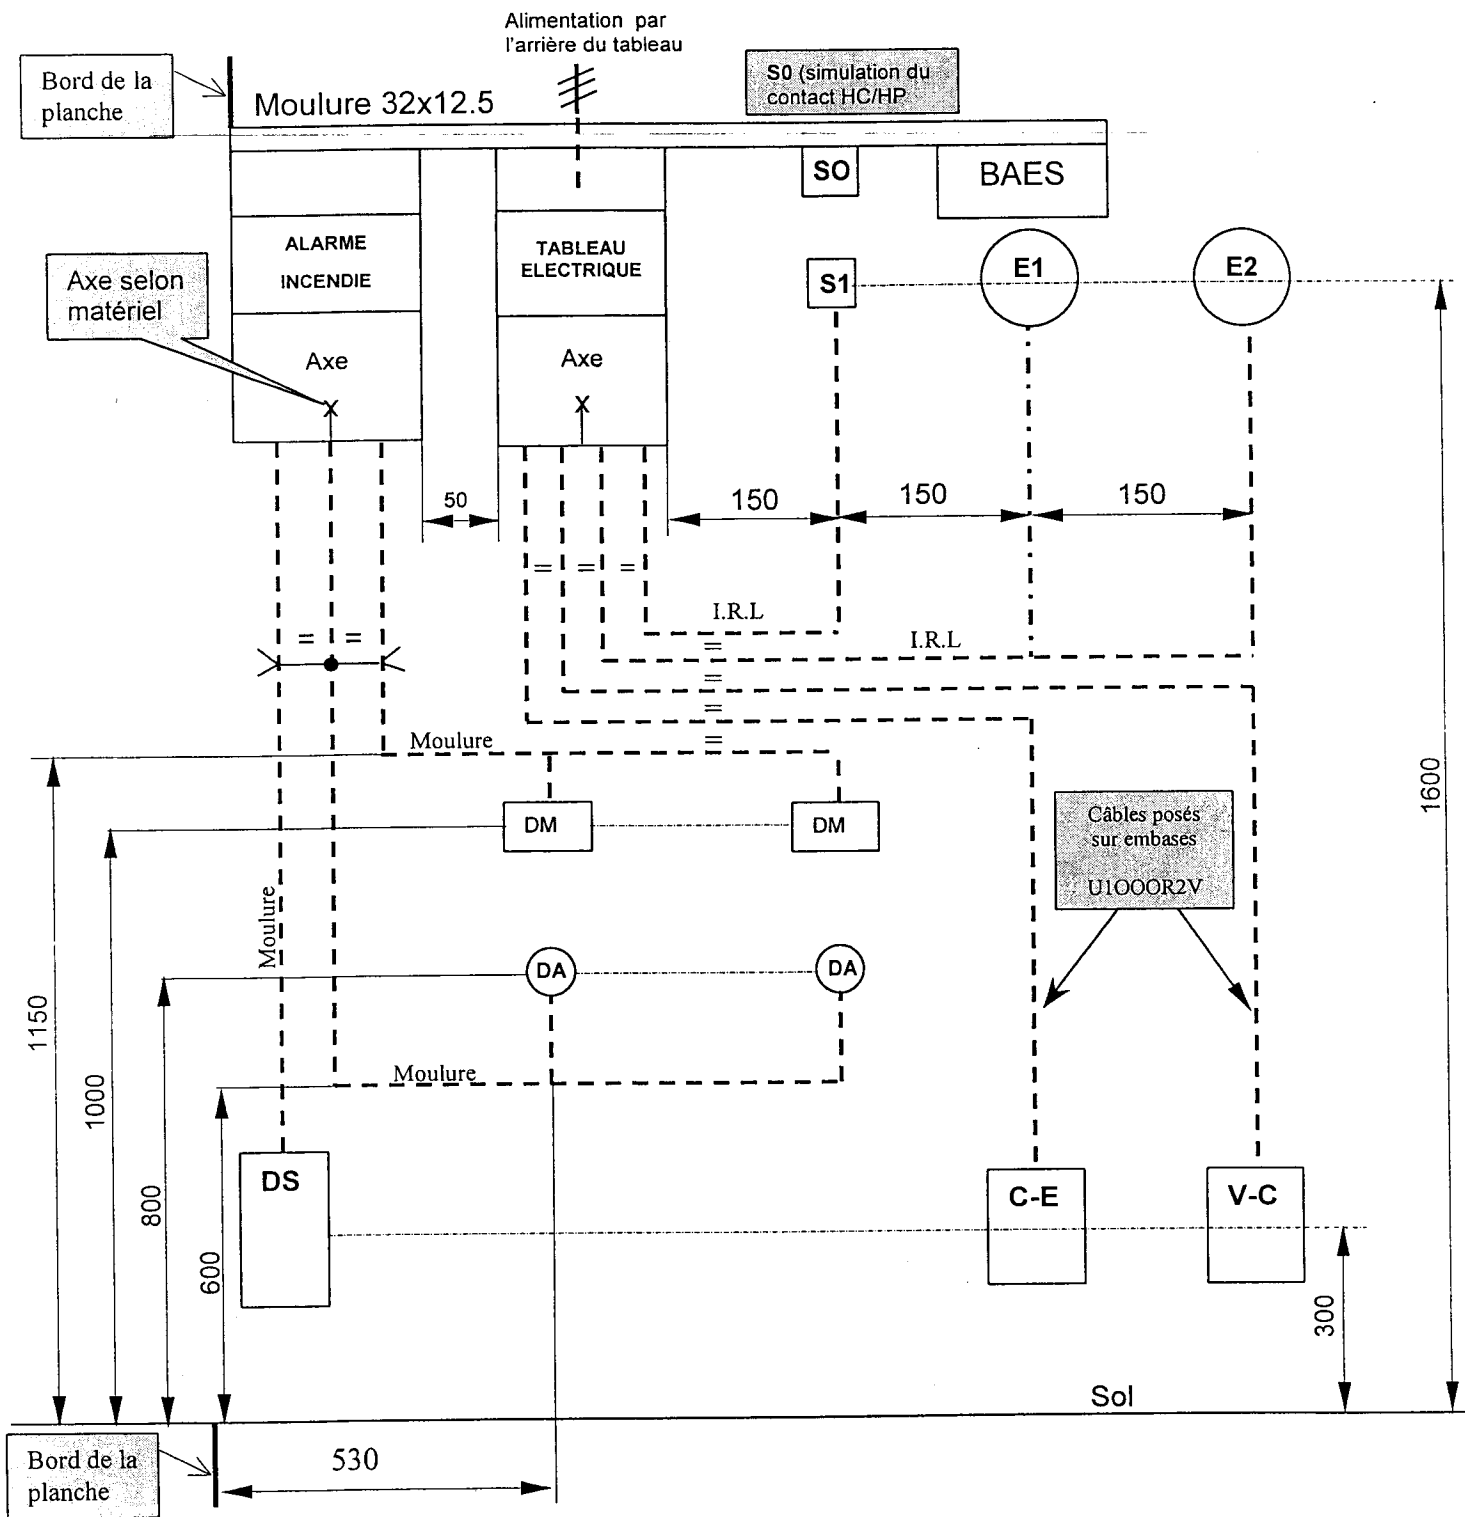 Alimentation par
l'arrière du tableau
Bord de la
planche
Moulure 32x12.5
S0 (simulation du
contact HC/HP
SO
BAES
ALARME
INCENDIE
TABLEAU
ELECTRIQUE
S1
E1
E2
Axe selon
matériel
Axe
X
Axe
X
50
150
150
150
= = =
I.R.L
= =
=
I.R.L
=
=
Moulure
=
1600
DM
DM
Câbles posés
sur embases
U1OOOR2V
Moulure
DA
DA
1150
1000
800
600
Moulure
DS
C-E
V-C
300
Sol
Bord de la
planche
530